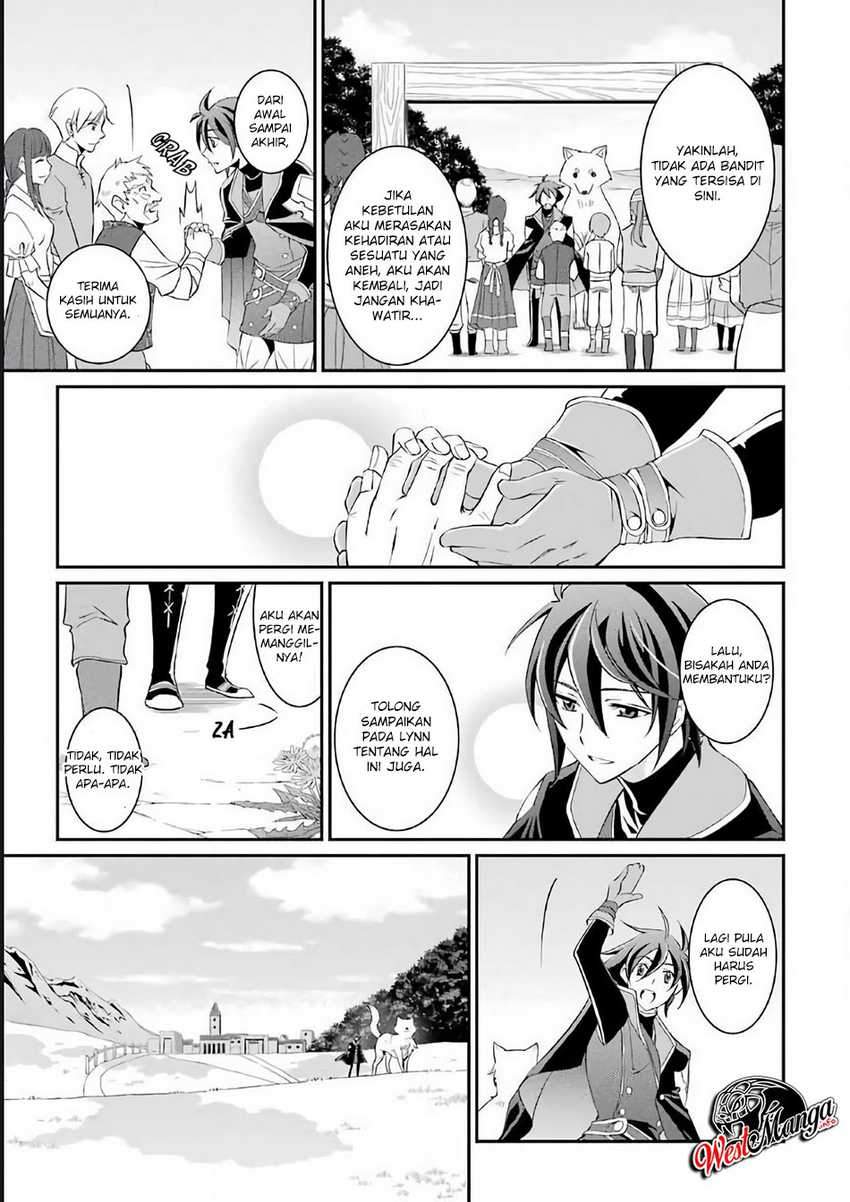 YAKINLAH,
TIDAK ADA BANDIT
YANG TERSISA DI
SINI.
JIKA
KEBETULAN
AKU MERASAKAN
KEHADIRAN ATAU
SESUATU YANG
ANEH, AKU AKAN
KEMBALI, JADI
JANGAN KHA-
WATIR...
DARI
AWAL
SAMPAI
AKHIR,
GRAB
TERIMA
KASIH UNTUK
SEMUANYA.
LALU,
BISAKAH ANDA
MEMBANTUKU?
TOLONG
SAMPAIKAN
PADA LYNN
TENTANG HAL
INI JUGA.
AKU AKAN
PERGI ME-
MANGGIL-
NYA!
ZA
TIDAK, TIDAK
PERLU. TIDAK
APA-APA.
LAGI PULA
AKU SUDAH
HARUS
PERGI.
WestManga
.info